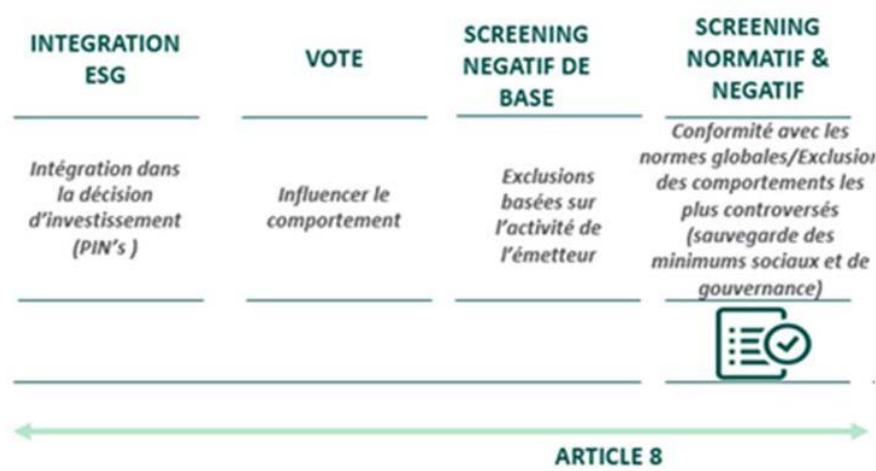 INTEGRATION
ESG
VOTE
SCREENING
NEGATIF DE
BASE
SCREENING
NORMATIF &
NEGATIF
Intégration dans
la décision
d'investissement
(PIN's )
Influencer le
comportement
Exclusions
basées sur
l'activité de
l'émetteur
Conformité avec les
normes globales/Exclusion
des comportements les
plus controversés
(sauvegarde des
minimums sociaux et de
gouvernance)
ARTICLE 8